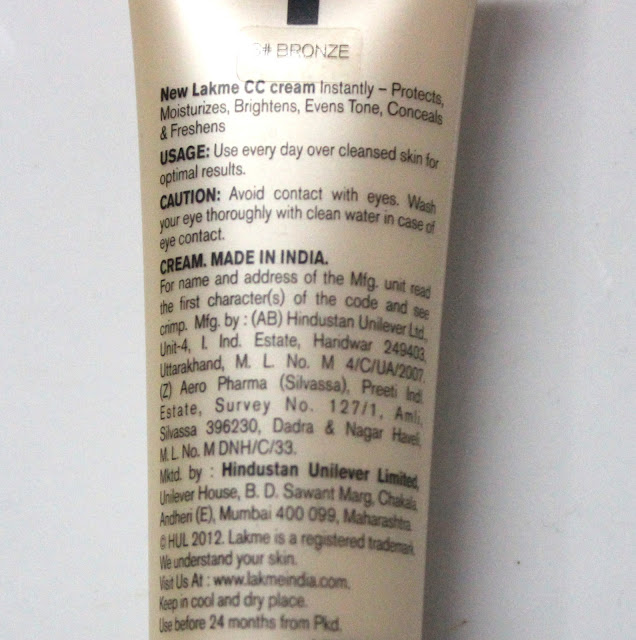 # BRONZE
New Lakme CC cream Instantly – Protects,
Moisturizes, Brightens, Evens Tone, Conceals
& Freshens
USAGE: Use every day over cleansed skin for
optimal results.
CAUTION: Avoid contact with eyes. Wash
your eye thoroughly with clean water in case of
eye contact.
CREAM. MADE IN INDIA.
For name and address of the Mfg. unit read
the first character(s) of the code and see
crimp. Mfg. by : (AB) Hindustan Unilever Ltd,
Unit-4, I. Ind. Estate, Haridwar 249403,
Uttarakhand, M. L. No. M 4/C/UA/2007.
(Z) Aero Pharma (Silvassa), Preeti Ind.
Estate, Survey No. 127/1, Amli,
Silvassa 396230, Dadra & Nagar Haveli,
M. L. No. M DNH/C/33.
Mktd. by : Hindustan Unilever Limited,
Unilever House, B. D. Sawant Marg, Chakala,
Andheri (E), Mumbai 400 099, Maharashtra.
© HUL 2012. Lakme is a registered trademark.
We understand your skin.
Visit Us At : www.lakmeindia.com.
Keep in cool and dry place.
Use before 24 months from Pkd.